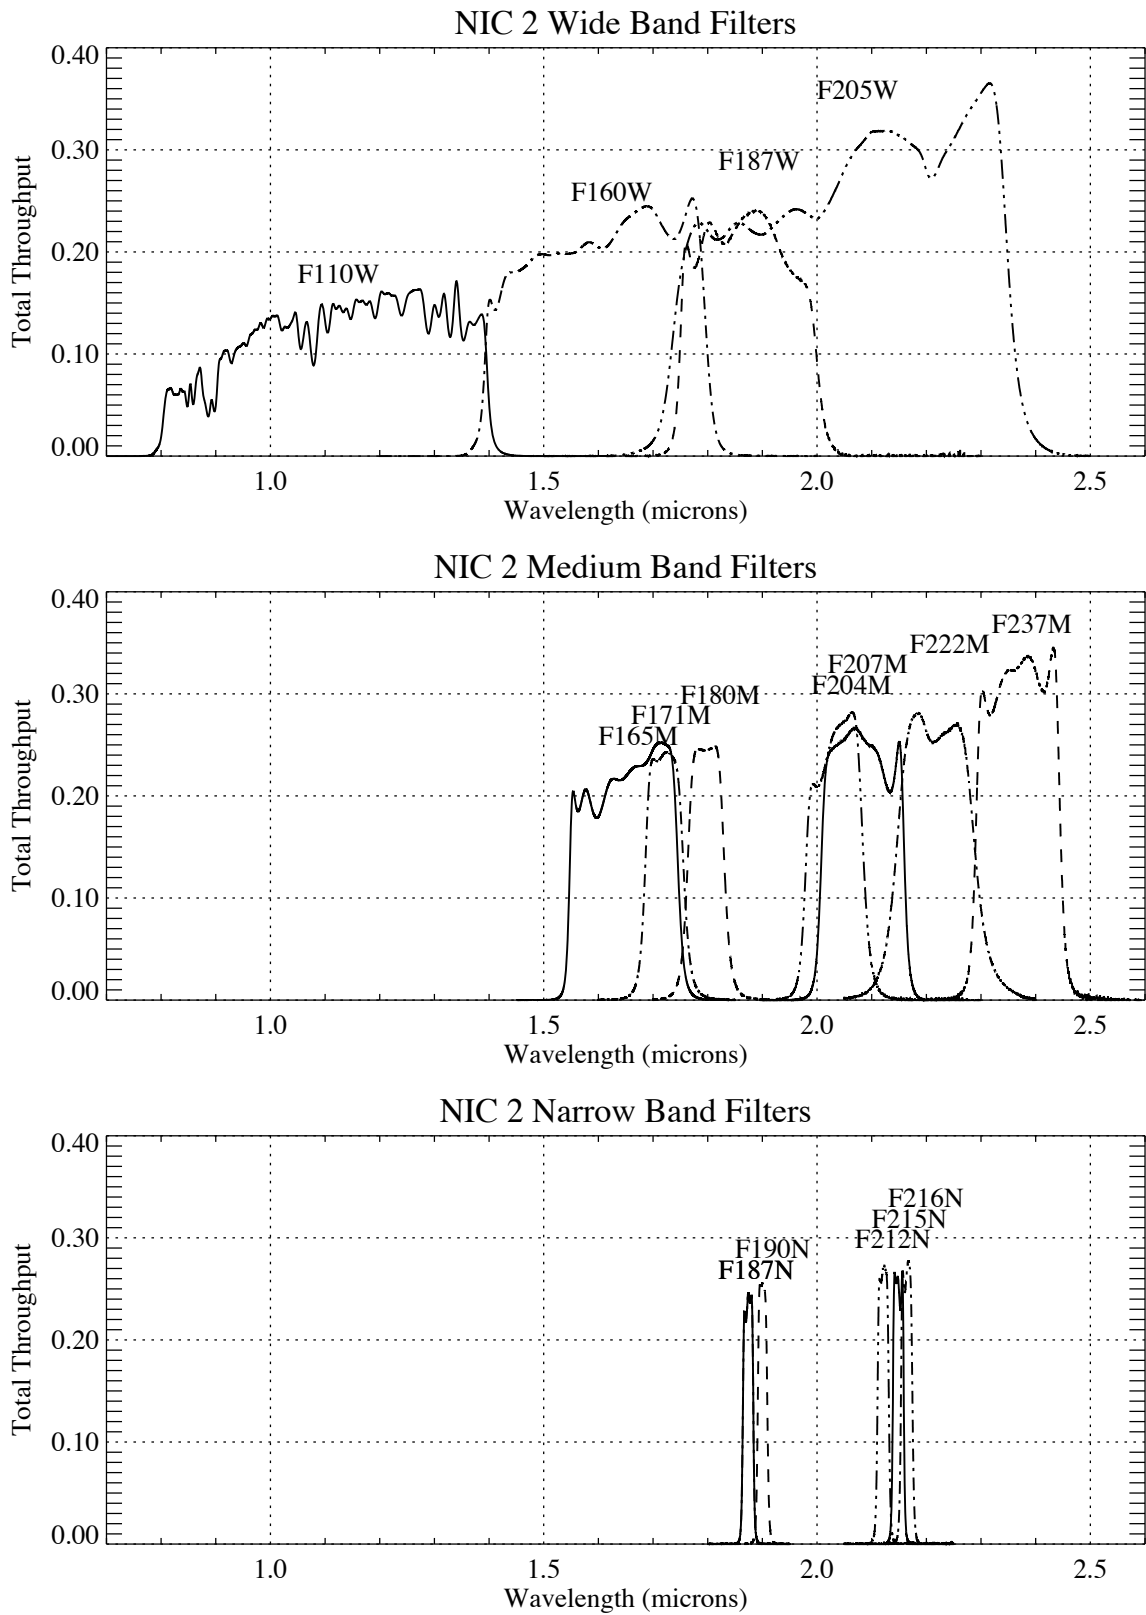 NIC 2 Wide Band Filters
0.40
0.30
0.20
0.10
0.00
Total Throughput
F110W
F160W
F187W
F205W
1.0 1.5 2.0 2.5
Wavelength (microns)
NIC 2 Medium Band Filters
0.40
0.30
0.20
0.10
0.00
Total Throughput
F165M
F171M
F180M
F204M
F207M
F222M
F237M
1.0 1.5 2.0 2.5
Wavelength (microns)
NIC 2 Narrow Band Filters
0.40
0.30
0.20
0.10
0.00
Total Throughput
F187N
F190N
F212N
F215N
F216N
1.0 1.5 2.0 2.5
Wavelength (microns)